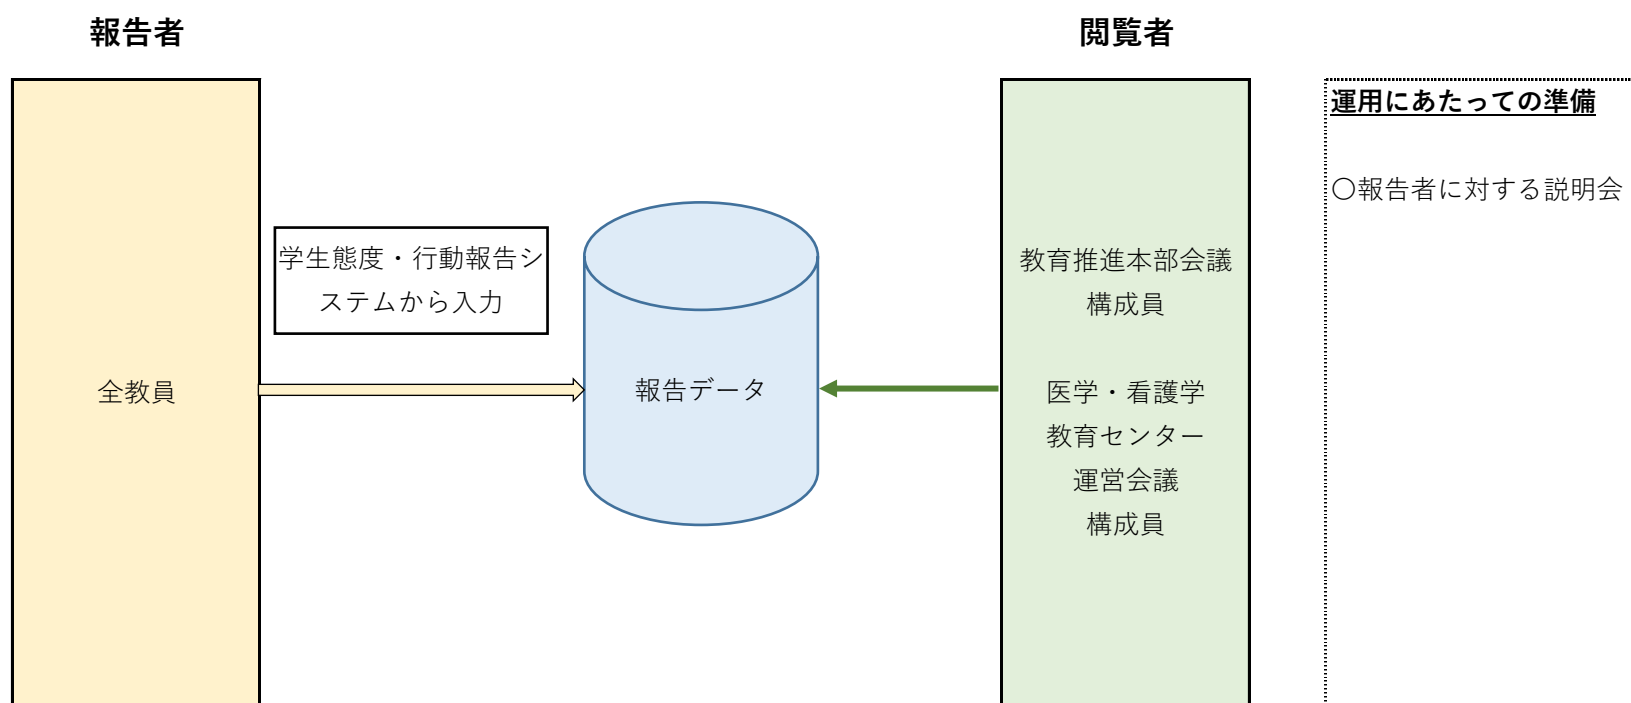 報告者
全教員
学生態度・行動報告シ
ステムから入力
報告データ
閲覧者
教育推進本部会議
構成員
医学・看護学
教育センター
運営会議
構成員
運用にあたっての準備
〇報告者に対する説明会